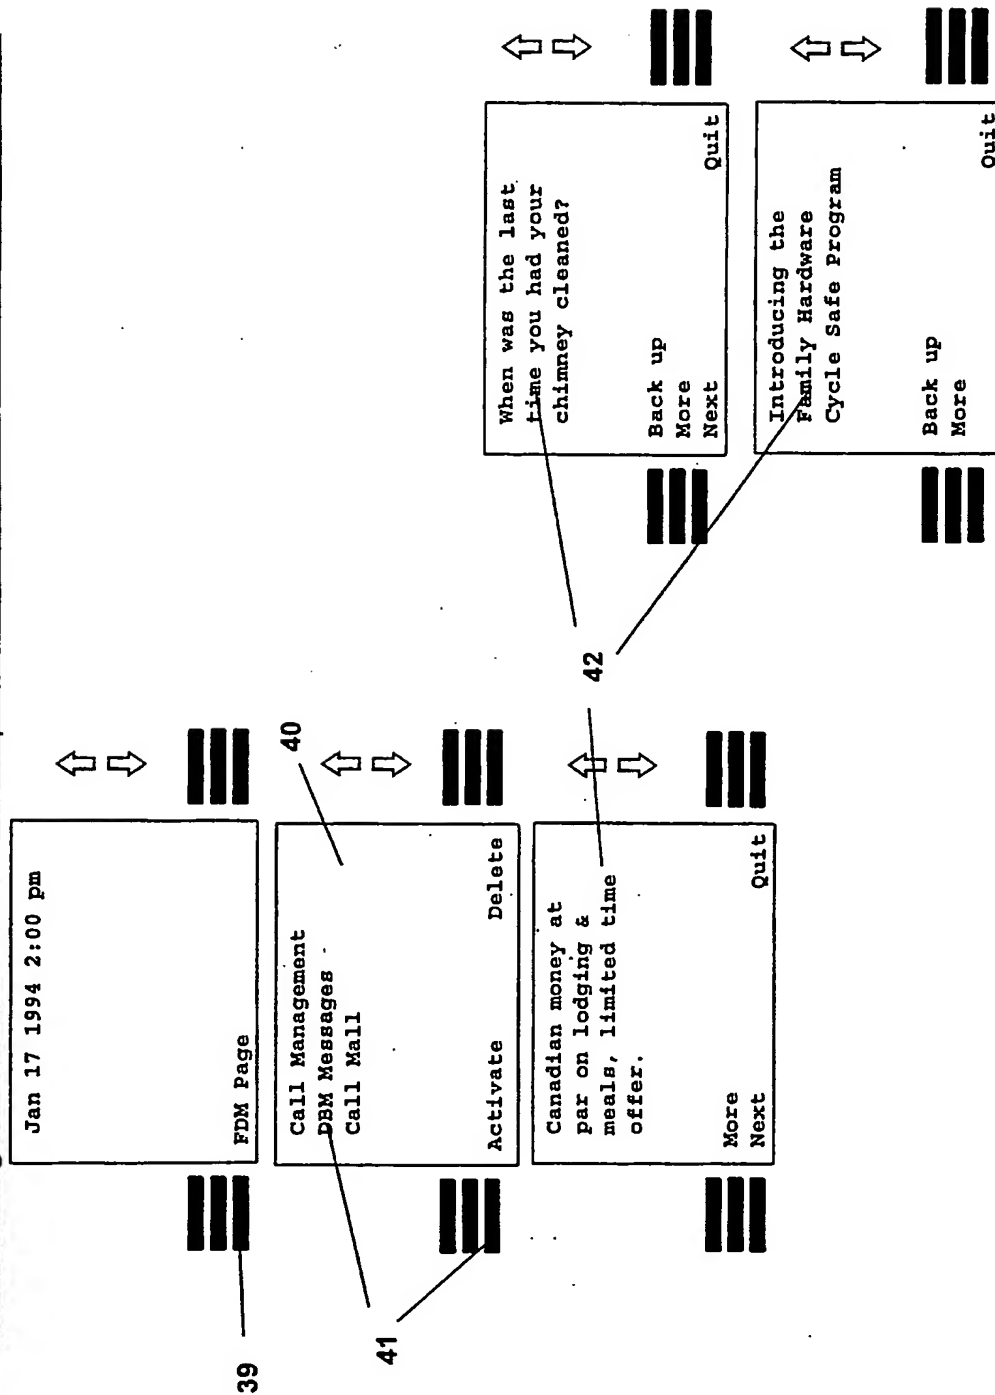 Jan 17 1994 2:00 pm
FDM Page
39
Call Management
DBM Messages
Call Mall
Activate Delete
40
41
Canadian money at
par on lodging &
meals, limited time
offer.
More
Next Quit
42
When was the last
time you had your
chimney cleaned?
Back up
More
Next Quit
Introducing the
Family Hardware
Cycle Safe Program
Back up
More
Quit